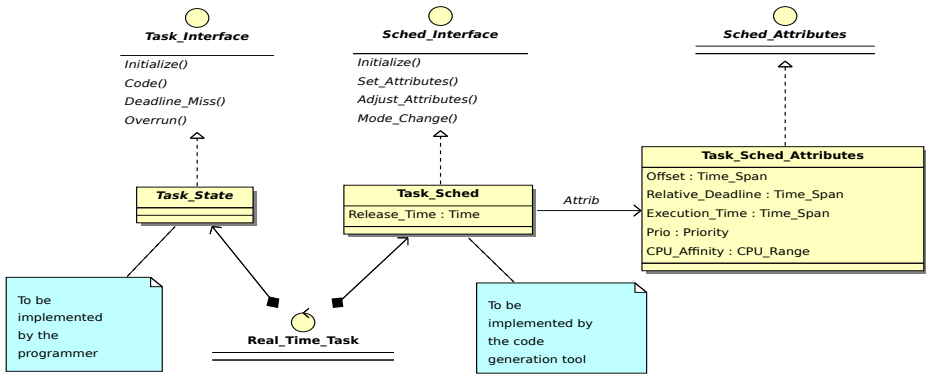 Task_Interface
Initialize()
Code()
Deadline_Miss()
Overrun()
Sched_Interface
Initialize()
Set_Attributes()
Adjust_Attributes()
Mode_Change()
Sched_Attributes
Task_State
Task_Sched
Release_Time : Time
Attrib
Task_Sched_Attributes
Offset : Time_Span
Relative_Deadline : Time_Span
Execution_Time : Time_Span
Prio : Priority
CPU_Affinity : CPU_Range
To be
implemented
by the
programmer
Real_Time_Task
To be
implemented by
the code
generation tool